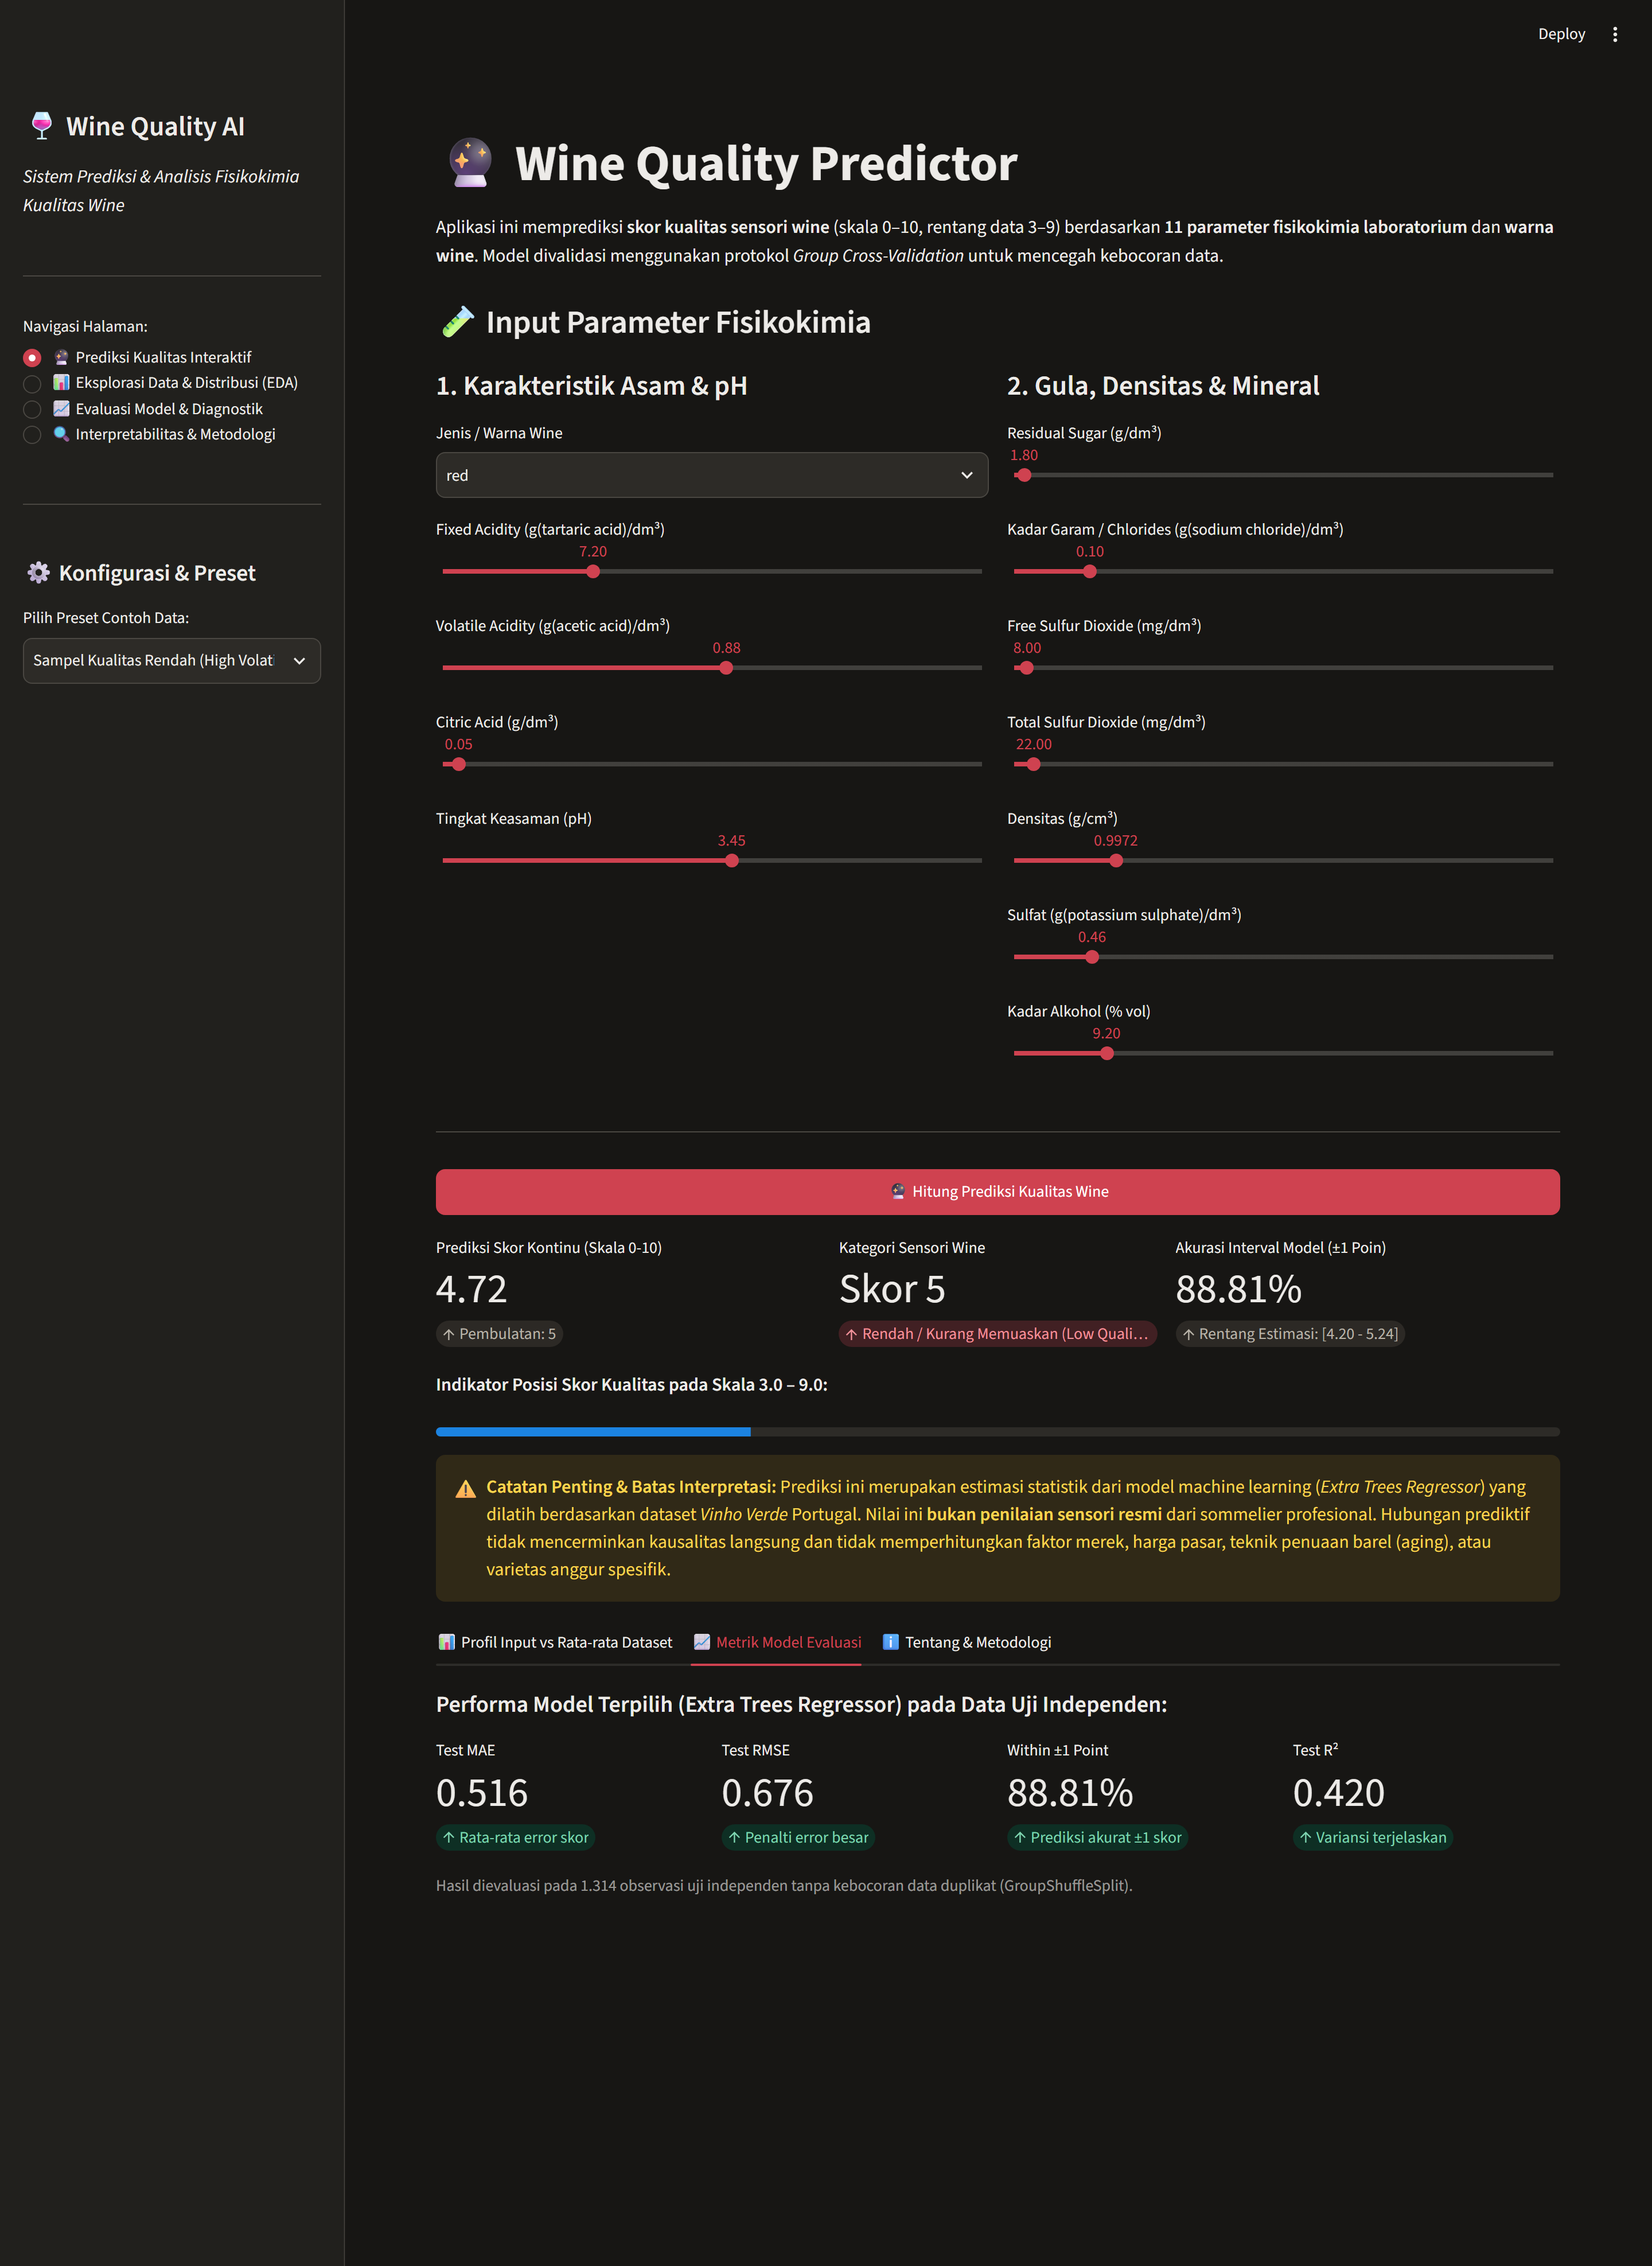 Deploy
Wine Quality AI
Sistem Prediksi & Analisis Fisikokimia
Kualitas Wine
Navigasi Halaman:
Prediksi Kualitas Interaktif
Eksplorasi Data & Distribusi (EDA)
Evaluasi Model & Diagnostik
Interpretabilitas & Metodologi
Konfigurasi & Preset
Pilih Preset Contoh Data:
Sampel Kualitas Rendah (High Volati
Wine Quality Predictor
Aplikasi ini memprediksi skor kualitas sensori wine (skala 0–10, rentang data 3–9) berdasarkan 11 parameter fisikokimia laboratorium dan warna
wine. Model divalidasi menggunakan protokol Group Cross-Validation untuk mencegah kebocoran data.
Input Parameter Fisikokimia
1. Karakteristik Asam & pH
Jenis / Warna Wine
red
Fixed Acidity (g(tartaric acid)/dm³)
7.20
Volatile Acidity (g(acetic acid)/dm³)
0.88
Citric Acid (g/dm³)
0.05
Tingkat Keasaman (pH)
3.45
2. Gula, Densitas & Mineral
Residual Sugar (g/dm³)
1.80
Kadar Garam / Chlorides (g(sodium chloride)/dm³)
0.10
Free Sulfur Dioxide (mg/dm³)
8.00
Total Sulfur Dioxide (mg/dm³)
22.00
Densitas (g/cm³)
0.9972
Sulfat (g(potassium sulphate)/dm³)
0.46
Kadar Alkohol (% vol)
9.20
Hitung Prediksi Kualitas Wine
Prediksi Skor Kontinu (Skala 0-10)
4.72
↑ Pembulatan: 5
Kategori Sensori Wine
Skor 5
↑ Rendah / Kurang Memuaskan (Low Quali...
Akurasi Interval Model (±1 Poin)
88.81%
↑ Rentang Estimasi: [4.20 - 5.24]
Indikator Posisi Skor Kualitas pada Skala 3.0 – 9.0:
Catatan Penting & Batas Interpretasi: Prediksi ini merupakan estimasi statistik dari model machine learning (Extra Trees Regressor) yang
dilatih berdasarkan dataset Vinho Verde Portugal. Nilai ini bukan penilaian sensori resmi dari sommelier profesional. Hubungan prediktif
tidak mencerminkan kausalitas langsung dan tidak memperhitungkan faktor merek, harga pasar, teknik penuaan barel (aging), atau
varietas anggur spesifik.
Profil Input vs Rata-rata Dataset
Metrik Model Evaluasi
Tentang & Metodologi
Performa Model Terpilih (Extra Trees Regressor) pada Data Uji Independen:
Test MAE
0.516
↑ Rata-rata error skor
Test RMSE
0.676
↑ Penalti error besar
Within ±1 Point
88.81%
↑ Prediksi akurat ±1 skor
Test R²
0.420
↑ Variansi terjelaskan
Hasil dievaluasi pada 1.314 observasi uji independen tanpa kebocoran data duplikat (GroupShuffleSplit).